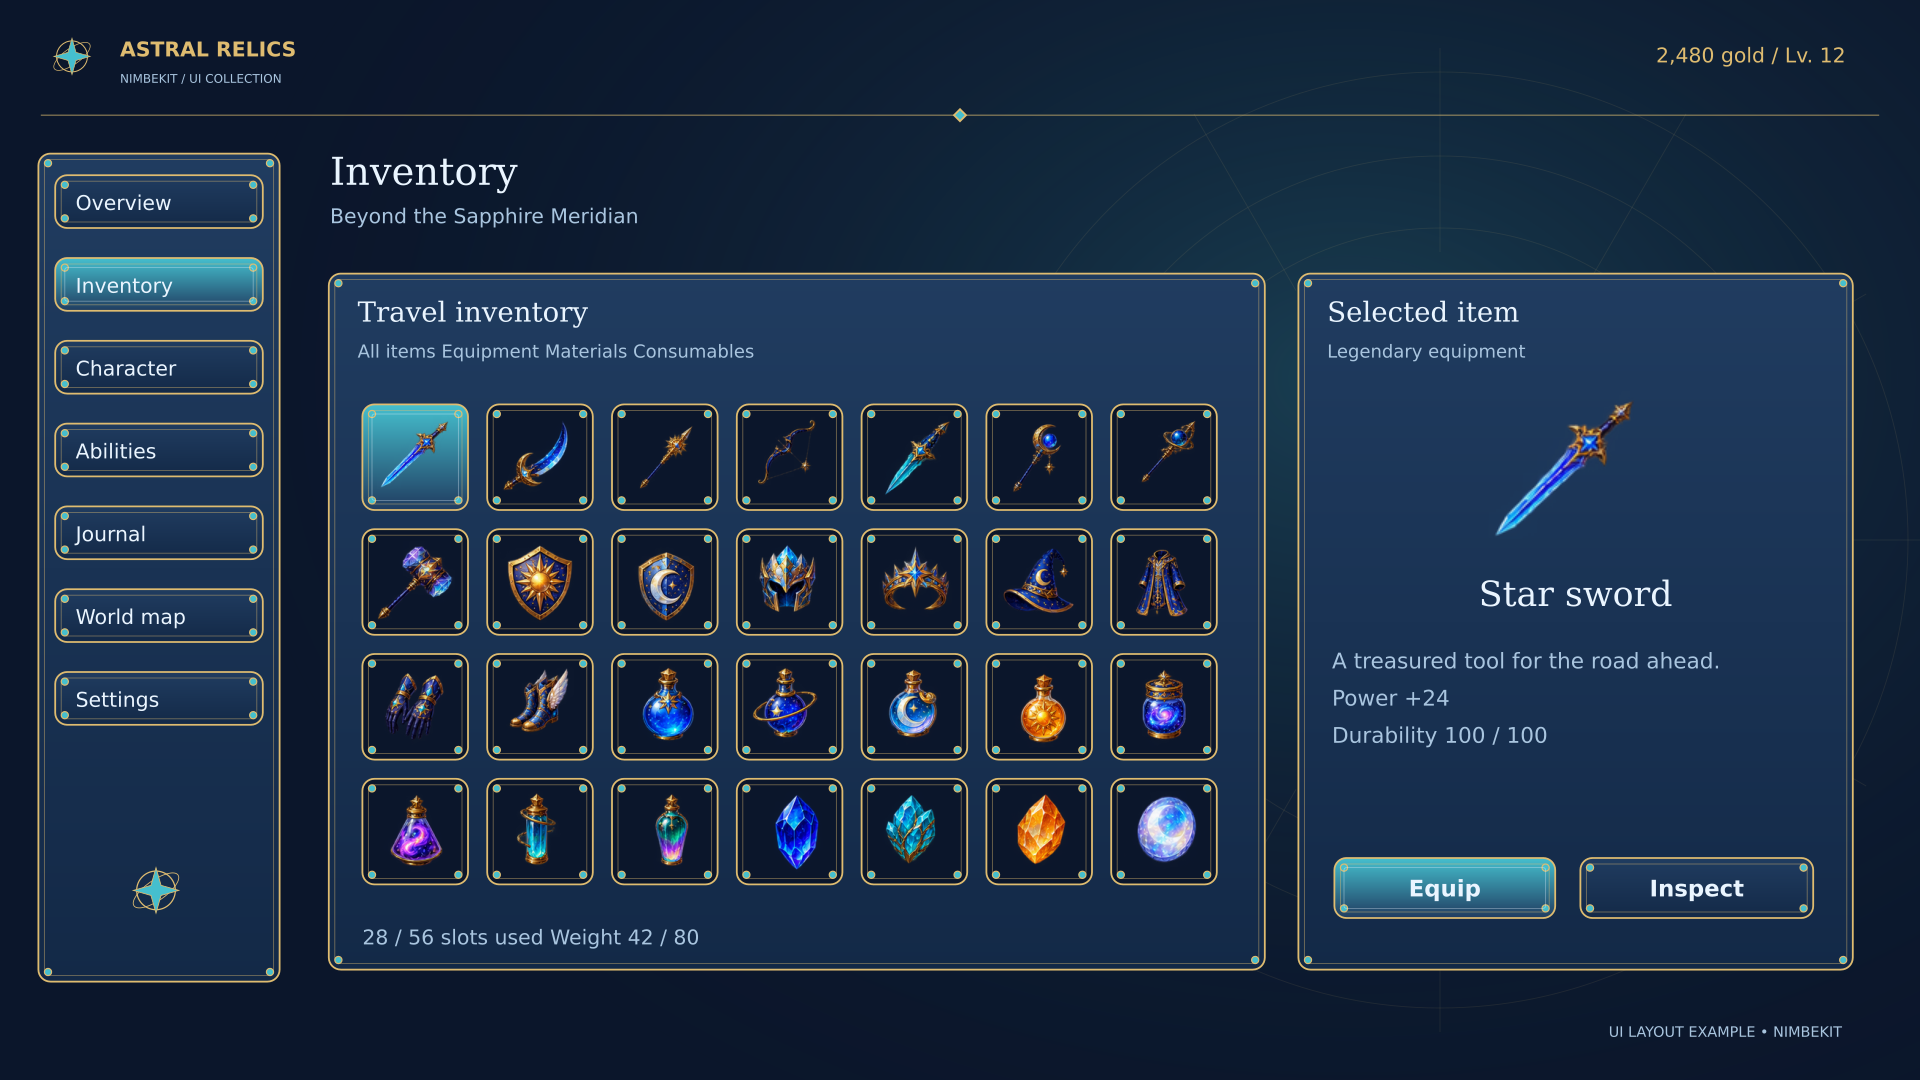 ASTRAL RELICS
NIMBEKIT / UI COLLECTION
2,480 gold / Lv. 12
Overview
Inventory
Character
Abilities
Journal
World map
Settings
Inventory
Beyond the Sapphire Meridian
Travel inventory
All items Equipment Materials Consumables
28 / 56 slots used Weight 42 / 80
Selected item
Legendary equipment
Star sword
A treasured tool for the road ahead.
Power +24
Durability 100 / 100
Equip
Inspect
UI LAYOUT EXAMPLE • NIMBEKIT